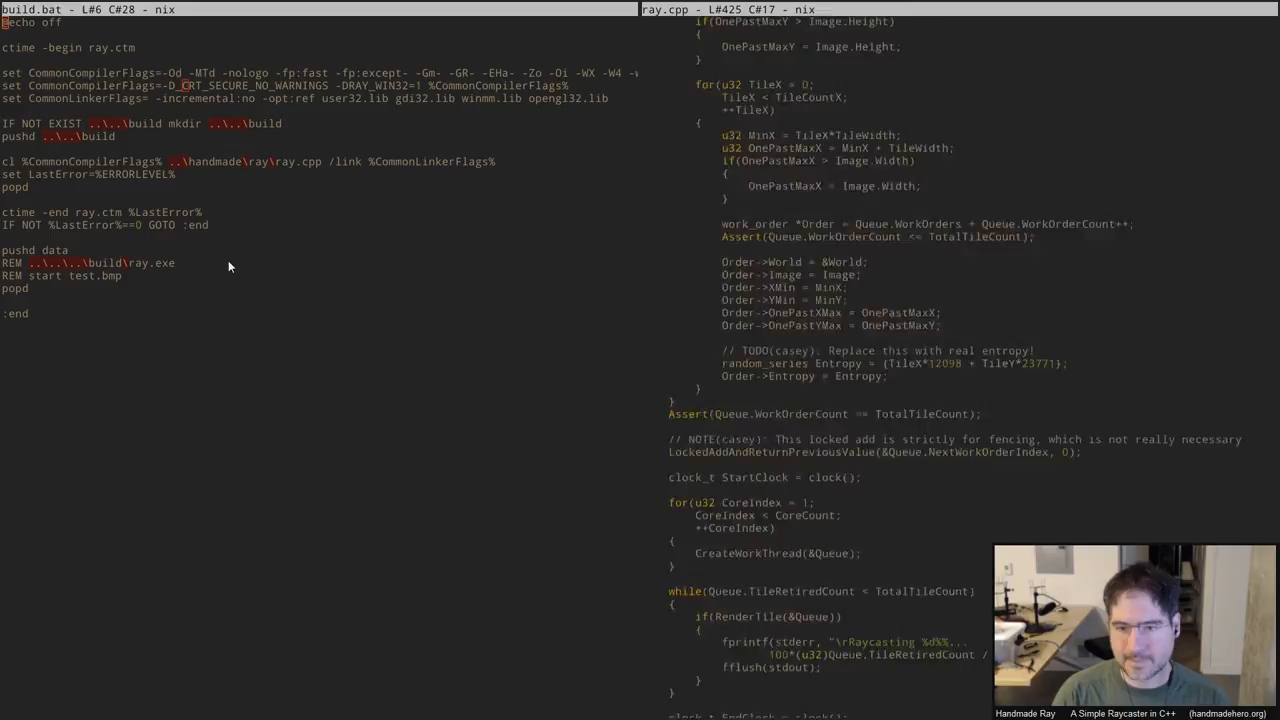 build.bat - L#6 C#28 - nix
@echo off
ctime -begin ray.ctm
set CommonCompilerFlags=-Od -MTd -nologo -fp:fast -fp:except- -Gm- -GR- -EHa- -Zo -Oi -WX -W4
set CommonCompilerFlags=-D_CRT_SECURE_NO_WARNINGS -DRAY_WIN32=1 %CommonCompilerFlags%
set CommonLinkerFlags= -incremental:no -opt:ref user32.lib gdi32.lib winmm.lib opengl32.lib
IF NOT EXIST ..\..\build mkdir ..\..\build
pushd ..\..\build
cl %CommonCompilerFlags% ..\handmade\ray\ray.cpp /link %CommonLinkerFlags%
set LastError=%ERRORLEVEL%
popd
ctime -end ray.ctm %LastError%
IF NOT %LastError%==0 GOTO :end
pushd data
REM ..\..\..\build\ray.exe
REM start test.bmp
popd
:end
ray.cpp - L#425 C#17 - nix
if(OnePastMaxY > Image.Height)
{
OnePastMaxY = Image.Height;
}
for(u32 TileX = 0;
TileX < TileCountX;
++TileX)
{
u32 MinX = TileX*TileWidth;
u32 OnePastMaxX = MinX + TileWidth;
if(OnePastMaxX > Image.Width)
{
OnePastMaxX = Image.Width;
}
work_order *Order = Queue.WorkOrders + Queue.WorkOrderCount++;
Assert(Queue.WorkOrderCount <= TotalTileCount);
Order->World = &World;
Order->Image = Image;
Order->XMin = MinX;
Order->YMin = MinY;
Order->OnePastXMax = OnePastMaxX;
Order->OnePastYMax = OnePastMaxY;
// TODO(casey): Replace this with real entropy!
random_series Entropy = {TileX*12098 + TileY*23771};
Order->Entropy = Entropy;
}
}
Assert(Queue.WorkOrderCount == TotalTileCount);
// NOTE(casey): This locked add is strictly for fencing, which is not really necessary
LockedAddAndReturnPreviousValue(&Queue.NextWorkOrderIndex, 0);
clock_t StartClock = clock();
for(u32 CoreIndex = 1;
CoreIndex < CoreCount;
++CoreIndex)
{
CreateWorkThread(&Queue);
}
while(Queue.TileRetiredCount < TotalTileCount)
{
if(RenderTile(&Queue))
{
fprintf(stderr, "\rRaycasting %d%%...
100*(u32)Queue.TileRetiredCount /
fflush(stdout);
}
}
Handmade Ray A Simple Raycaster in C++ (handmadehero.org)